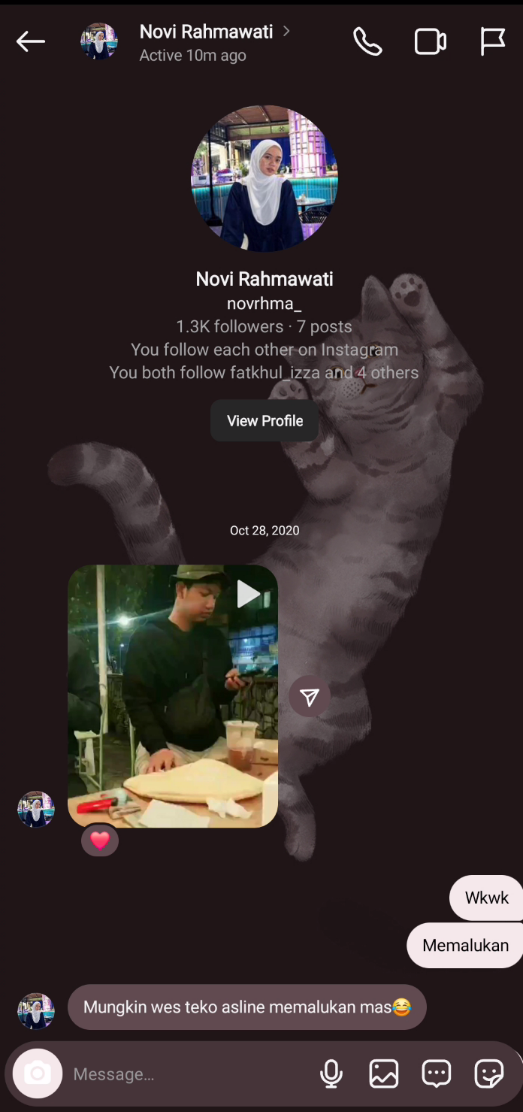 Novi Rahmawati
Active 10m ago
Novi Rahmawati
novrhma_
1.3K followers · 7 posts
You follow each other on Instagram
You both follow fatkhul_izza and 4 others
View Profile
Oct 28, 2020
Wkwk
Memalukan
Mungkin wes teko asline memalukan mas😂
Message...